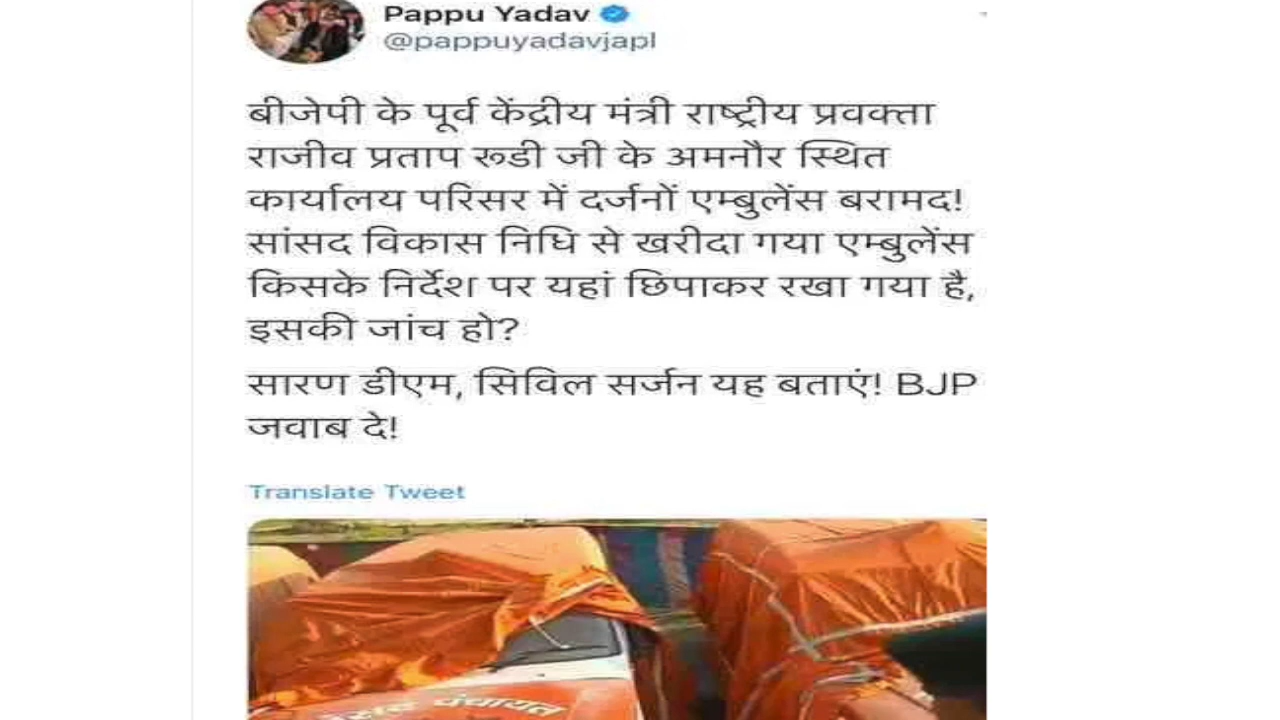 Pappu Yadav
@pappuyadavjapl
बीजेपी के पूर्व केंद्रीय मंत्री राष्ट्रीय प्रवक्ता
राजीव प्रताप रूडी जी के अमनौर स्थित
कार्यालय परिसर में दर्जनों एम्बुलेंस बरामद!
सांसद विकास निधि से खरीदा गया एम्बुलेंस
किसके निर्देश पर यहां छिपाकर रखा गया है,
इसकी जांच हो?
सारण डीएम, सिविल सर्जन यह बताएं! BJP
जवाब दे!
Translate Tweet
पंचायत